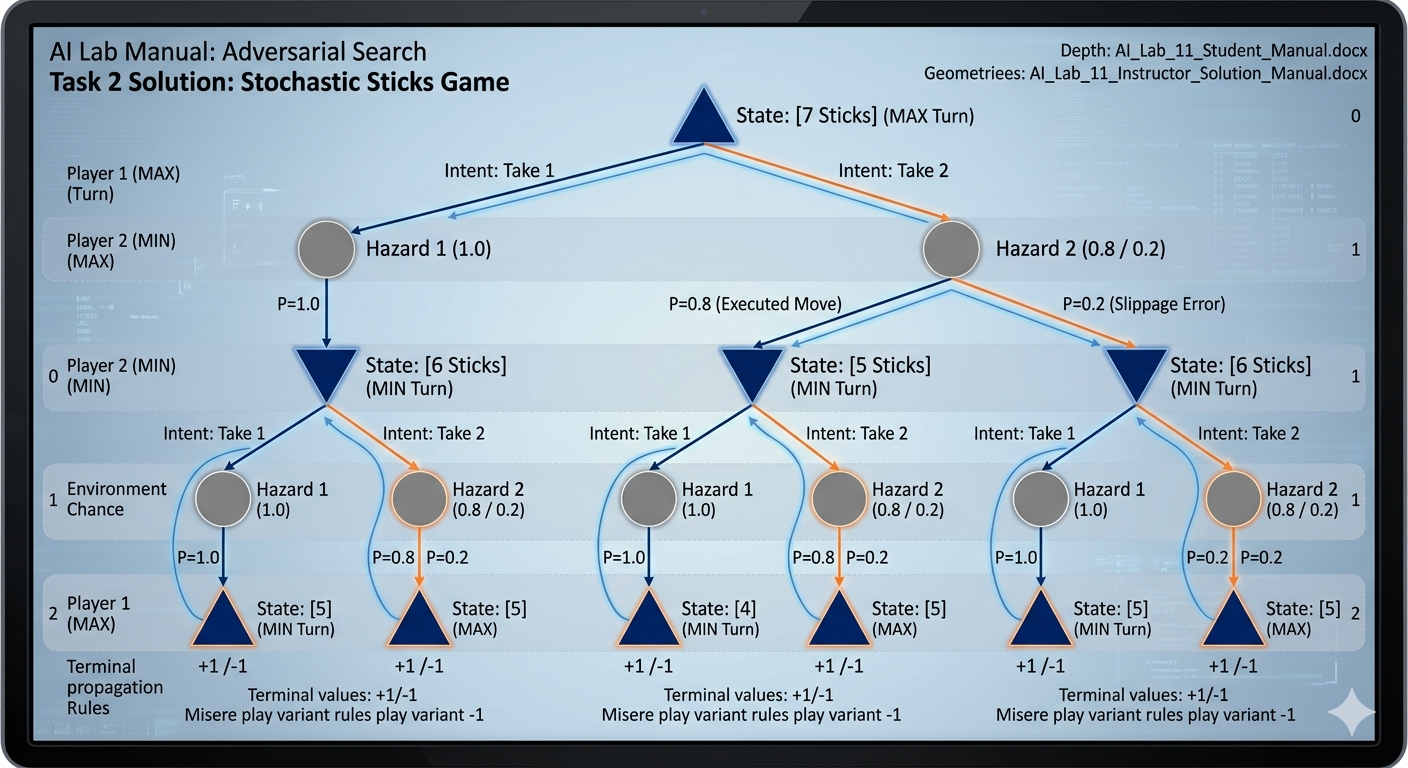 AI Lab Manual: Adversarial Search
Task 2 Solution: Stochastic Sticks Game
Depth: AI_Lab_11_Student_Manual.docx
Geometriees: AI_Lab_11_Instructor_Solution_Manual.docx
State: [7 Sticks] (MAX Turn)
0
Player 1 (MAX)
(Turn)
Intent: Take 1
Intent: Take 2
Player 2 (MIN)
(MAX)
Hazard 1 (1.0)
Hazard 2 (0.8 / 0.2)
1
P=1.0
P=0.8 (Executed Move)
P=0.2 (Slippage Error)
0
Player 2 (MIN)
(MIN)
State: [6 Sticks]
(MIN Turn)
State: [5 Sticks]
(MIN Turn)
State: [6 Sticks]
(MIN Turn)
1
Intent: Take 1
Intent: Take 2
Intent: Take 1
Intent: Take 2
Intent: Take 1
Intent: Take 2
1
Environment
Chance
Hazard 1
(1.0)
Hazard 2
(0.8 / 0.2)
Hazard 1
(1.0)
Hazard 2
(0.8 / 0.2)
Hazard 1
(1.0)
Hazard 2
(0.8 / 0.2)
1
P=1.0
P=0.8
P=0.2
P=1.0
P=0.8
P=0.2
P=1.0
P=0.2
P=0.2
2
Player 1
(MAX)
State: [5]
(MIN Turn)
State: [5]
(MAX)
State: [4]
(MIN Turn)
State: [5]
(MAX)
State: [5]
(MIN Turn)
State: [5]
(MAX)
2
Terminal
propagation
Rules
+1 /-1
+1 /-1
+1 /-1
+1 /-1
+1 /-1
+1 /-1
Terminal values: +1/-1
Misere play variant rules play variant -1
Terminal values: +1/-1
Misere play variant rules play variant -1
Terminal values: +1/-1
Misere play variant rules play variant -1